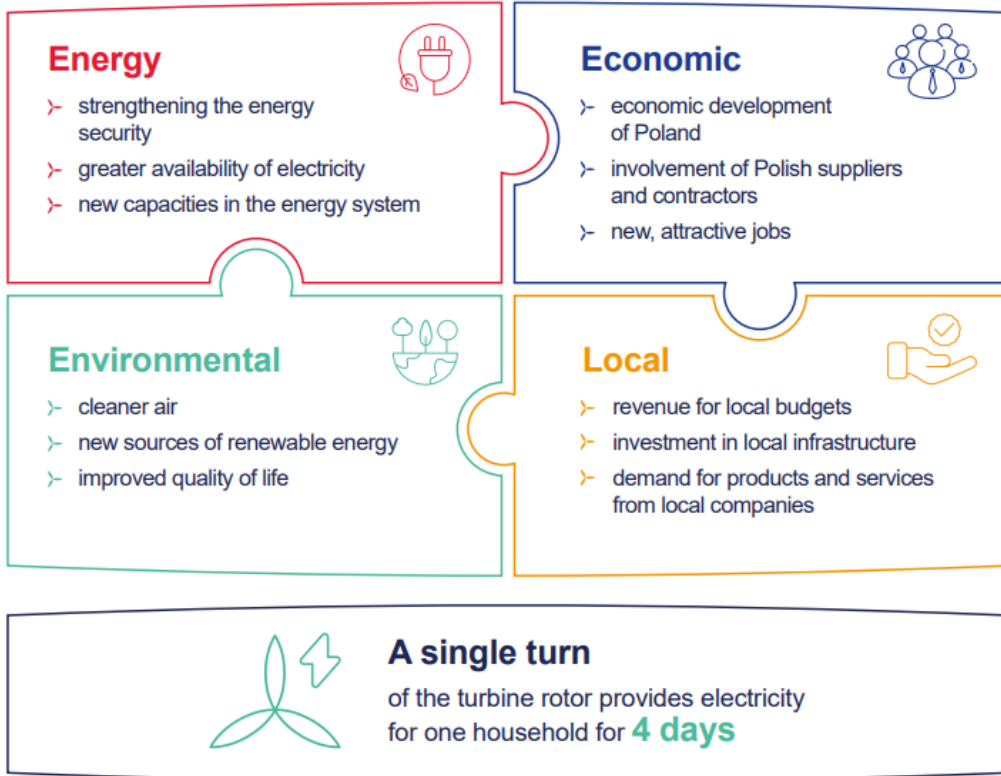 Energy
strengthening the energy
security
greater availability of electricity
new capacities in the energy system
Economic
economic development
of Poland
involvement of Polish suppliers
and contractors
new, attractive jobs
Environmental
cleaner air
new sources of renewable energy
improved quality of life
Local
revenue for local budgets
investment in local infrastructure
demand for products and services
from local companies
A single turn
of the turbine rotor provides electricity
for one household for 4 days